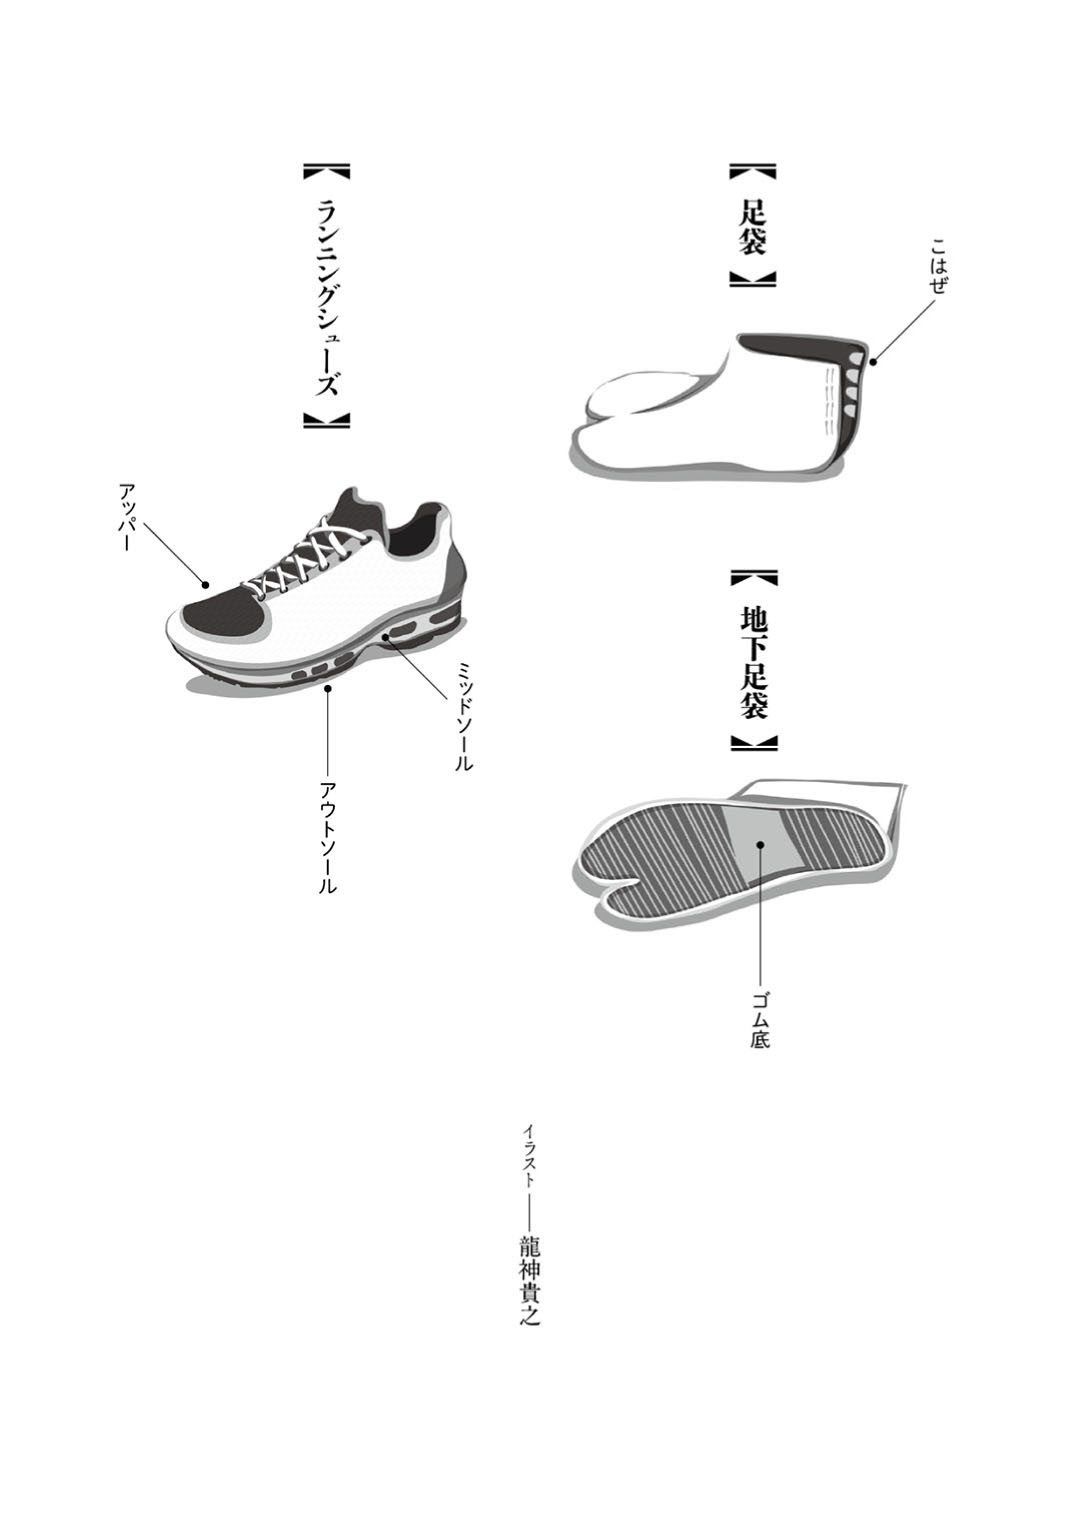 【足袋】
こはぜ
【地下足袋】
ゴム底
【ランニングシューズ】
アッパー
ミッドソール
アウトソール
イラスト──龍神貴之